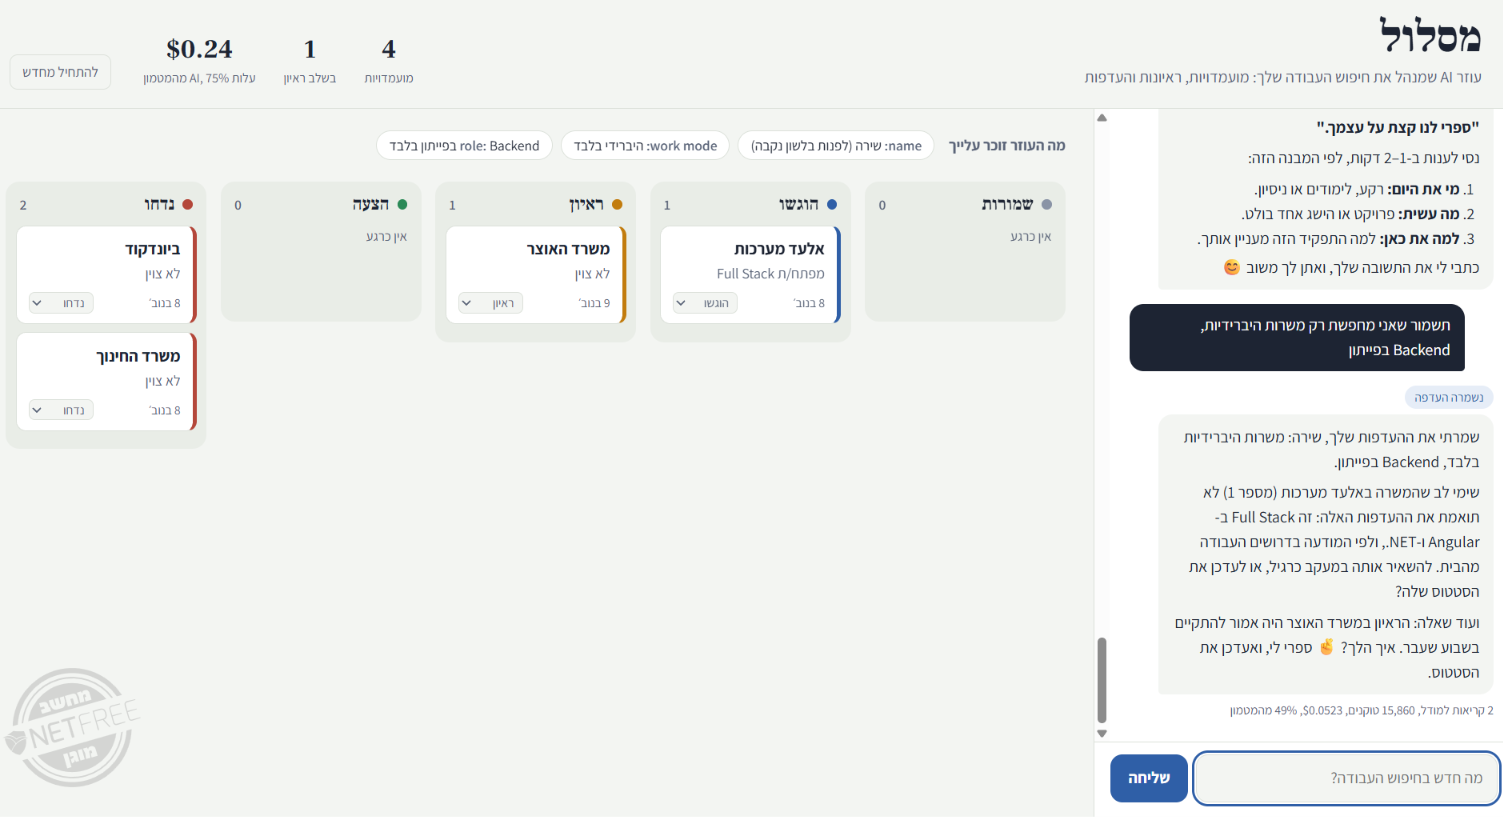 מסלול
עוזר AI שמנהל את חיפוש העבודה שלך: מועמדויות, ראיונות והעדפות
4
מועמדויות
1
בשלב ראיון
$0.24
עלות AI, 75% מהמטמון
להתחיל מחדש
"ספרי לנו קצת על עצמך."
נסי לענות ב-1–2 דקות, לפי המבנה הזה:
1. מי את היום: רקע, לימודים או ניסיון.
2. מה עשית: פרויקט או הישג אחד בולט.
3. למה את כאן: למה התפקיד הזה מעניין אותך.
כתבי לי את התשובה שלך, ואתן לך משוב 😊
תשמור שאני מחפשת רק משרות היברידיות,
Backend בפייתון
נשמרה העדפה
שמרתי את ההעדפות שלך, שירה: משרות היברידיות
בלבד, Backend בפייתון.
שימי לב שהמשרה באלעד מערכות (מספר 1) לא
תואמת את ההעדפות האלה: זה Full Stack ב-
Angular ו-NET., ולפי המודעה בדרושים העבודה
מהבית. להשאיר אותה במעקב כרגיל, או לעדכן את
הסטטוס שלה?
ועוד שאלה: הראיון במשרד האוצר היה אמור להתקיים
בשבוע שעבר. איך הלך? 🤞 ספרי לי, ואעדכן את
הסטטוס.
2 קריאות למודל, 15,860 טוקנים, $0.0523, 49% מהמטמון
מה חדש בחיפוש העבודה?
שליחה
מה העוזר זוכר עלייך
name: שירה (לפנות בלשון נקבה)
work mode: היברידי בלבד
role: Backend בפייתון בלבד
שמורות
0
אין כרגע
הוגשו
1
אלעד מערכות
מפתח/ת Full Stack
8 בנוב׳
הוגשו
ראיון
1
משרד האוצר
לא צוין
9 בנוב׳
ראיון
הצעה
0
אין כרגע
נדחו
2
ביונדקוד
לא צוין
8 בנוב׳
נדחו
משרד החינוך
לא צוין
8 בנוב׳
נדחו
מחשב
NETFREE
מוגן